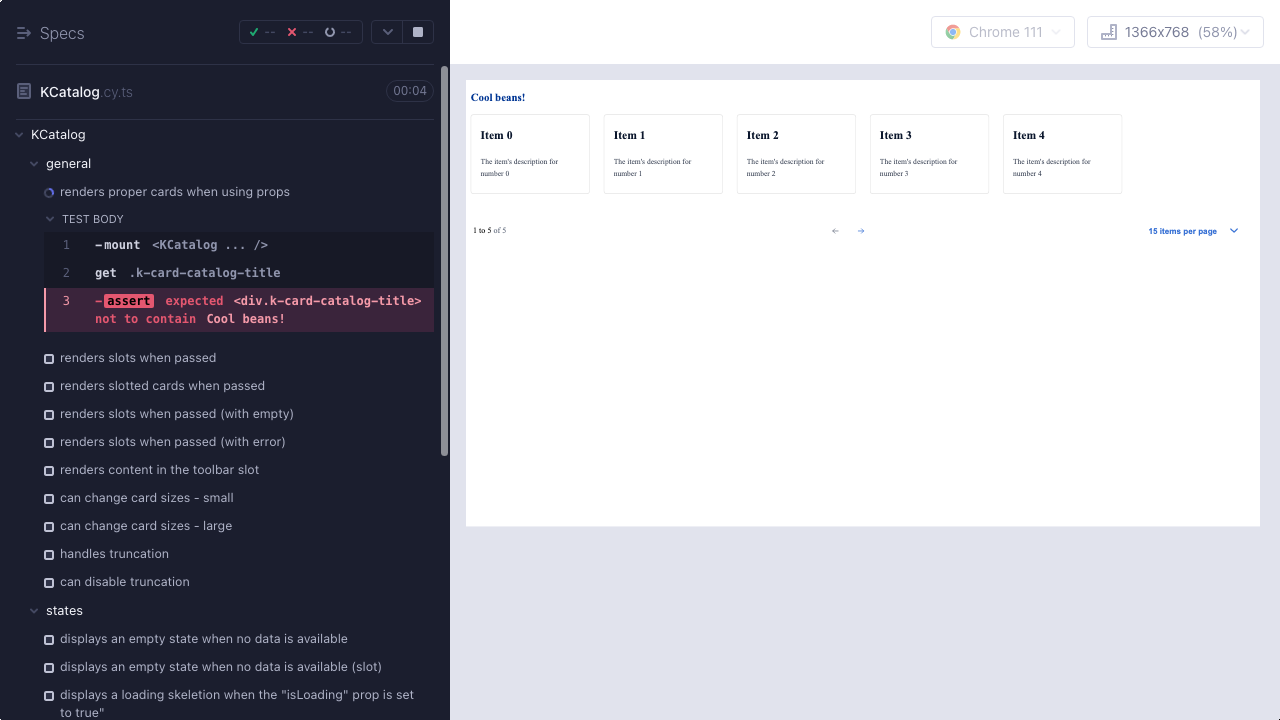 Specs
-- -- --
Chrome 111
1366x768 (58%)
KCatalog.cy.ts
00:04
KCatalog
general
renders proper cards when using props
TEST BODY
1 -mount <KCatalog ... />
2 get .k-card-catalog-title
3 -assert expected <div.k-card-catalog-title>
not to contain Cool beans!
renders slots when passed
renders slotted cards when passed
renders slots when passed (with empty)
renders slots when passed (with error)
renders content in the toolbar slot
can change card sizes - small
can change card sizes - large
handles truncation
can disable truncation
states
displays an empty state when no data is available
displays an empty state when no data is available (slot)
displays a loading skeletion when the "isLoading" prop is set
to true"
Cool beans!
Item 0
The item's description for
number 0
Item 1
The item's description for
number 1
Item 2
The item's description for
number 2
Item 3
The item's description for
number 3
Item 4
The item's description for
number 4
1 to 5 of 5
15 items per page